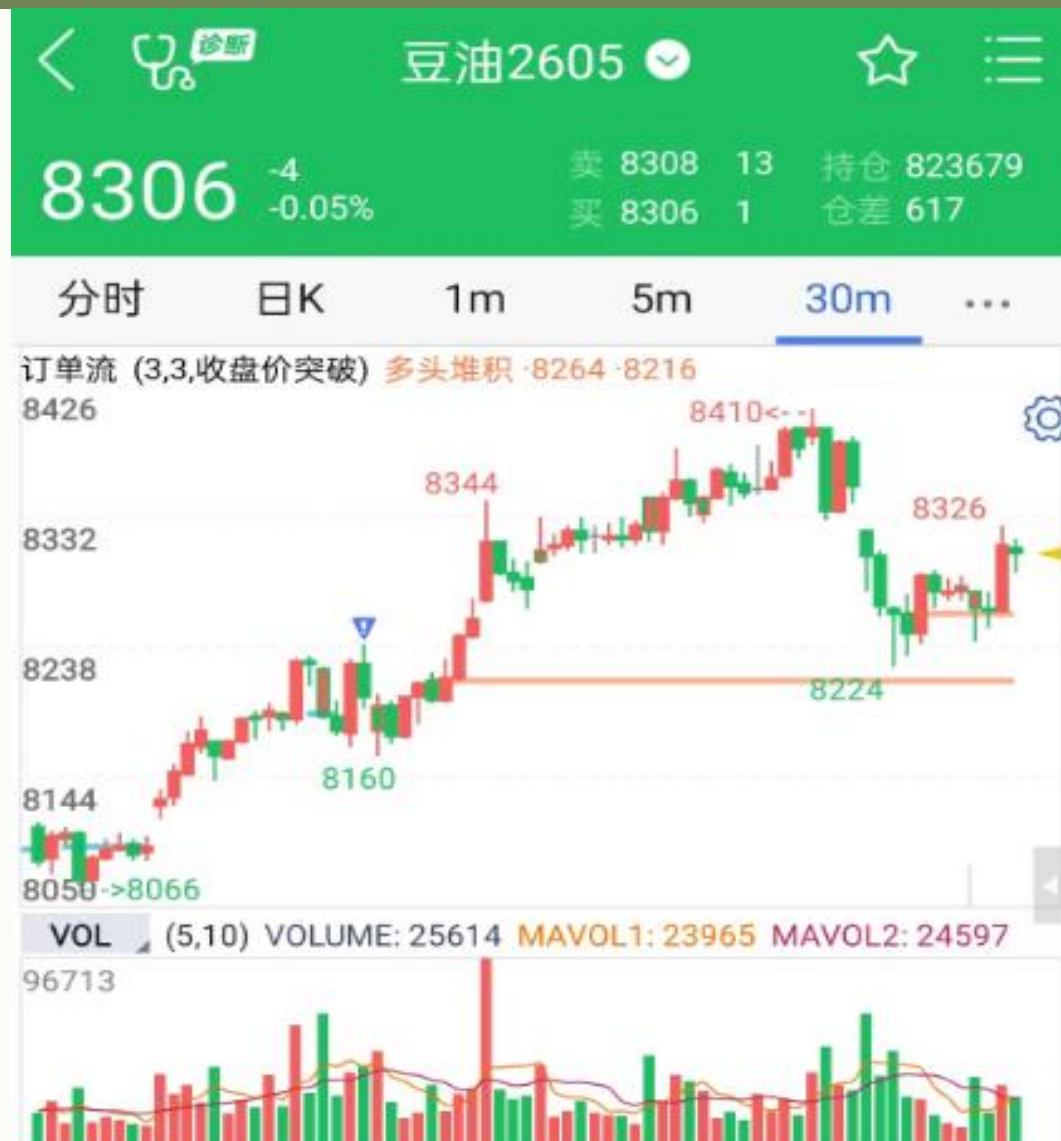 诊断
豆油2605
8306 -4 卖 8308 13 持仓 823679
-0.05% 买 8306 1 仓差 617
分时 日K 1m 5m 30m ...
订单流 (3,3,收盘价突破) 多头堆积 ·8264 ·8216
8426
8410<--
8344
8326
8332
8238
8224
8160
8144
8050->8066
VOL (5,10) VOLUME: 25614 MAVOL1: 23965 MAVOL2: 24597
96713